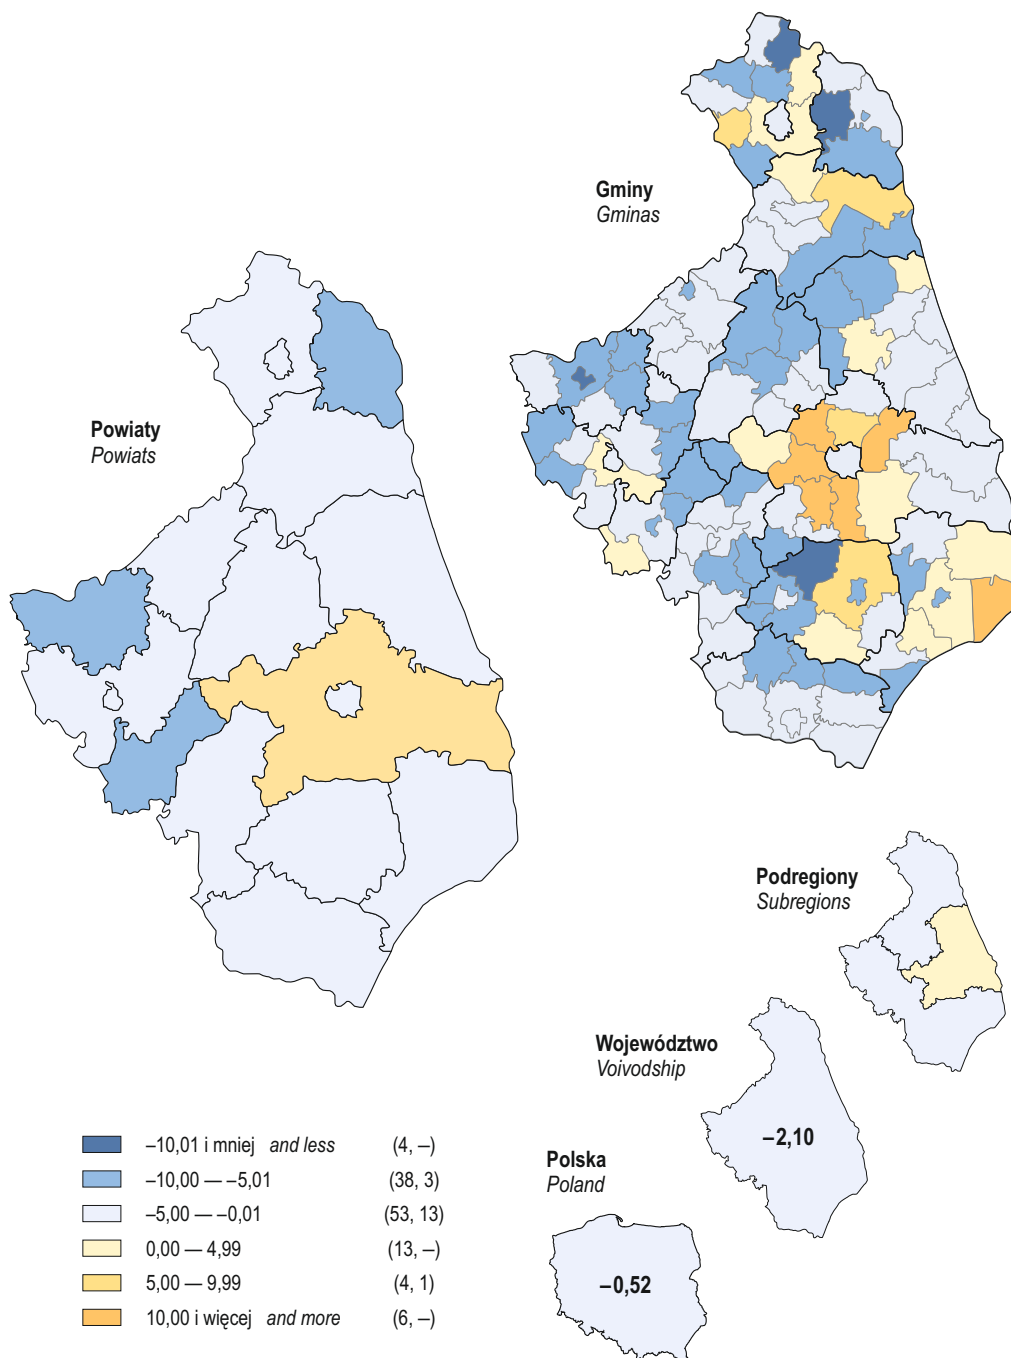 Gminy
Gminas
Powiaty
Powiats
Podregiony
Subregions
Województwo
Voivodship
–2,10
Polska
Poland
–0,52
–10,01 i mniej and less (4, –)
–10,00 — –5,01 (38, 3)
–5,00 — –0,01 (53, 13)
0,00 — 4,99 (13, –)
5,00 — 9,99 (4, 1)
10,00 i więcej and more (6, –)